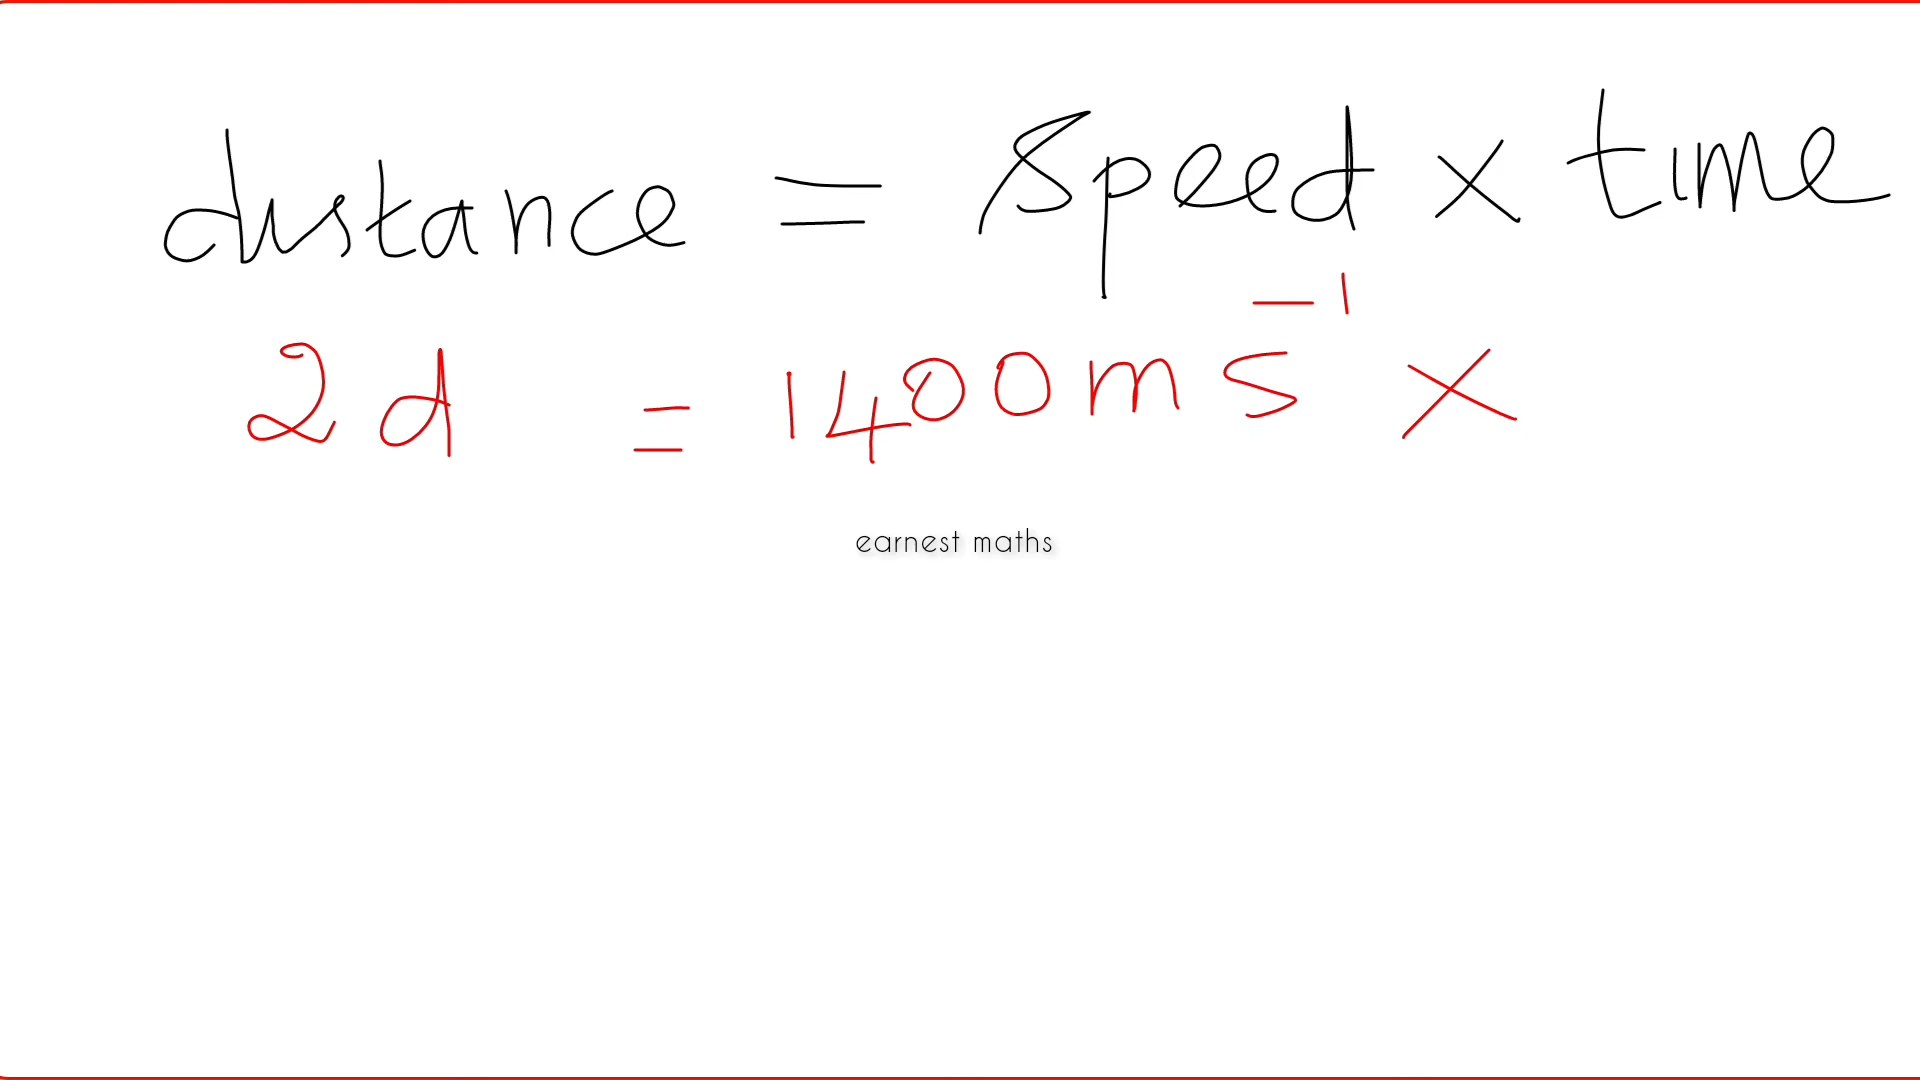 distance = speed × time
2d = 1400ms⁻¹ ×
earnest maths